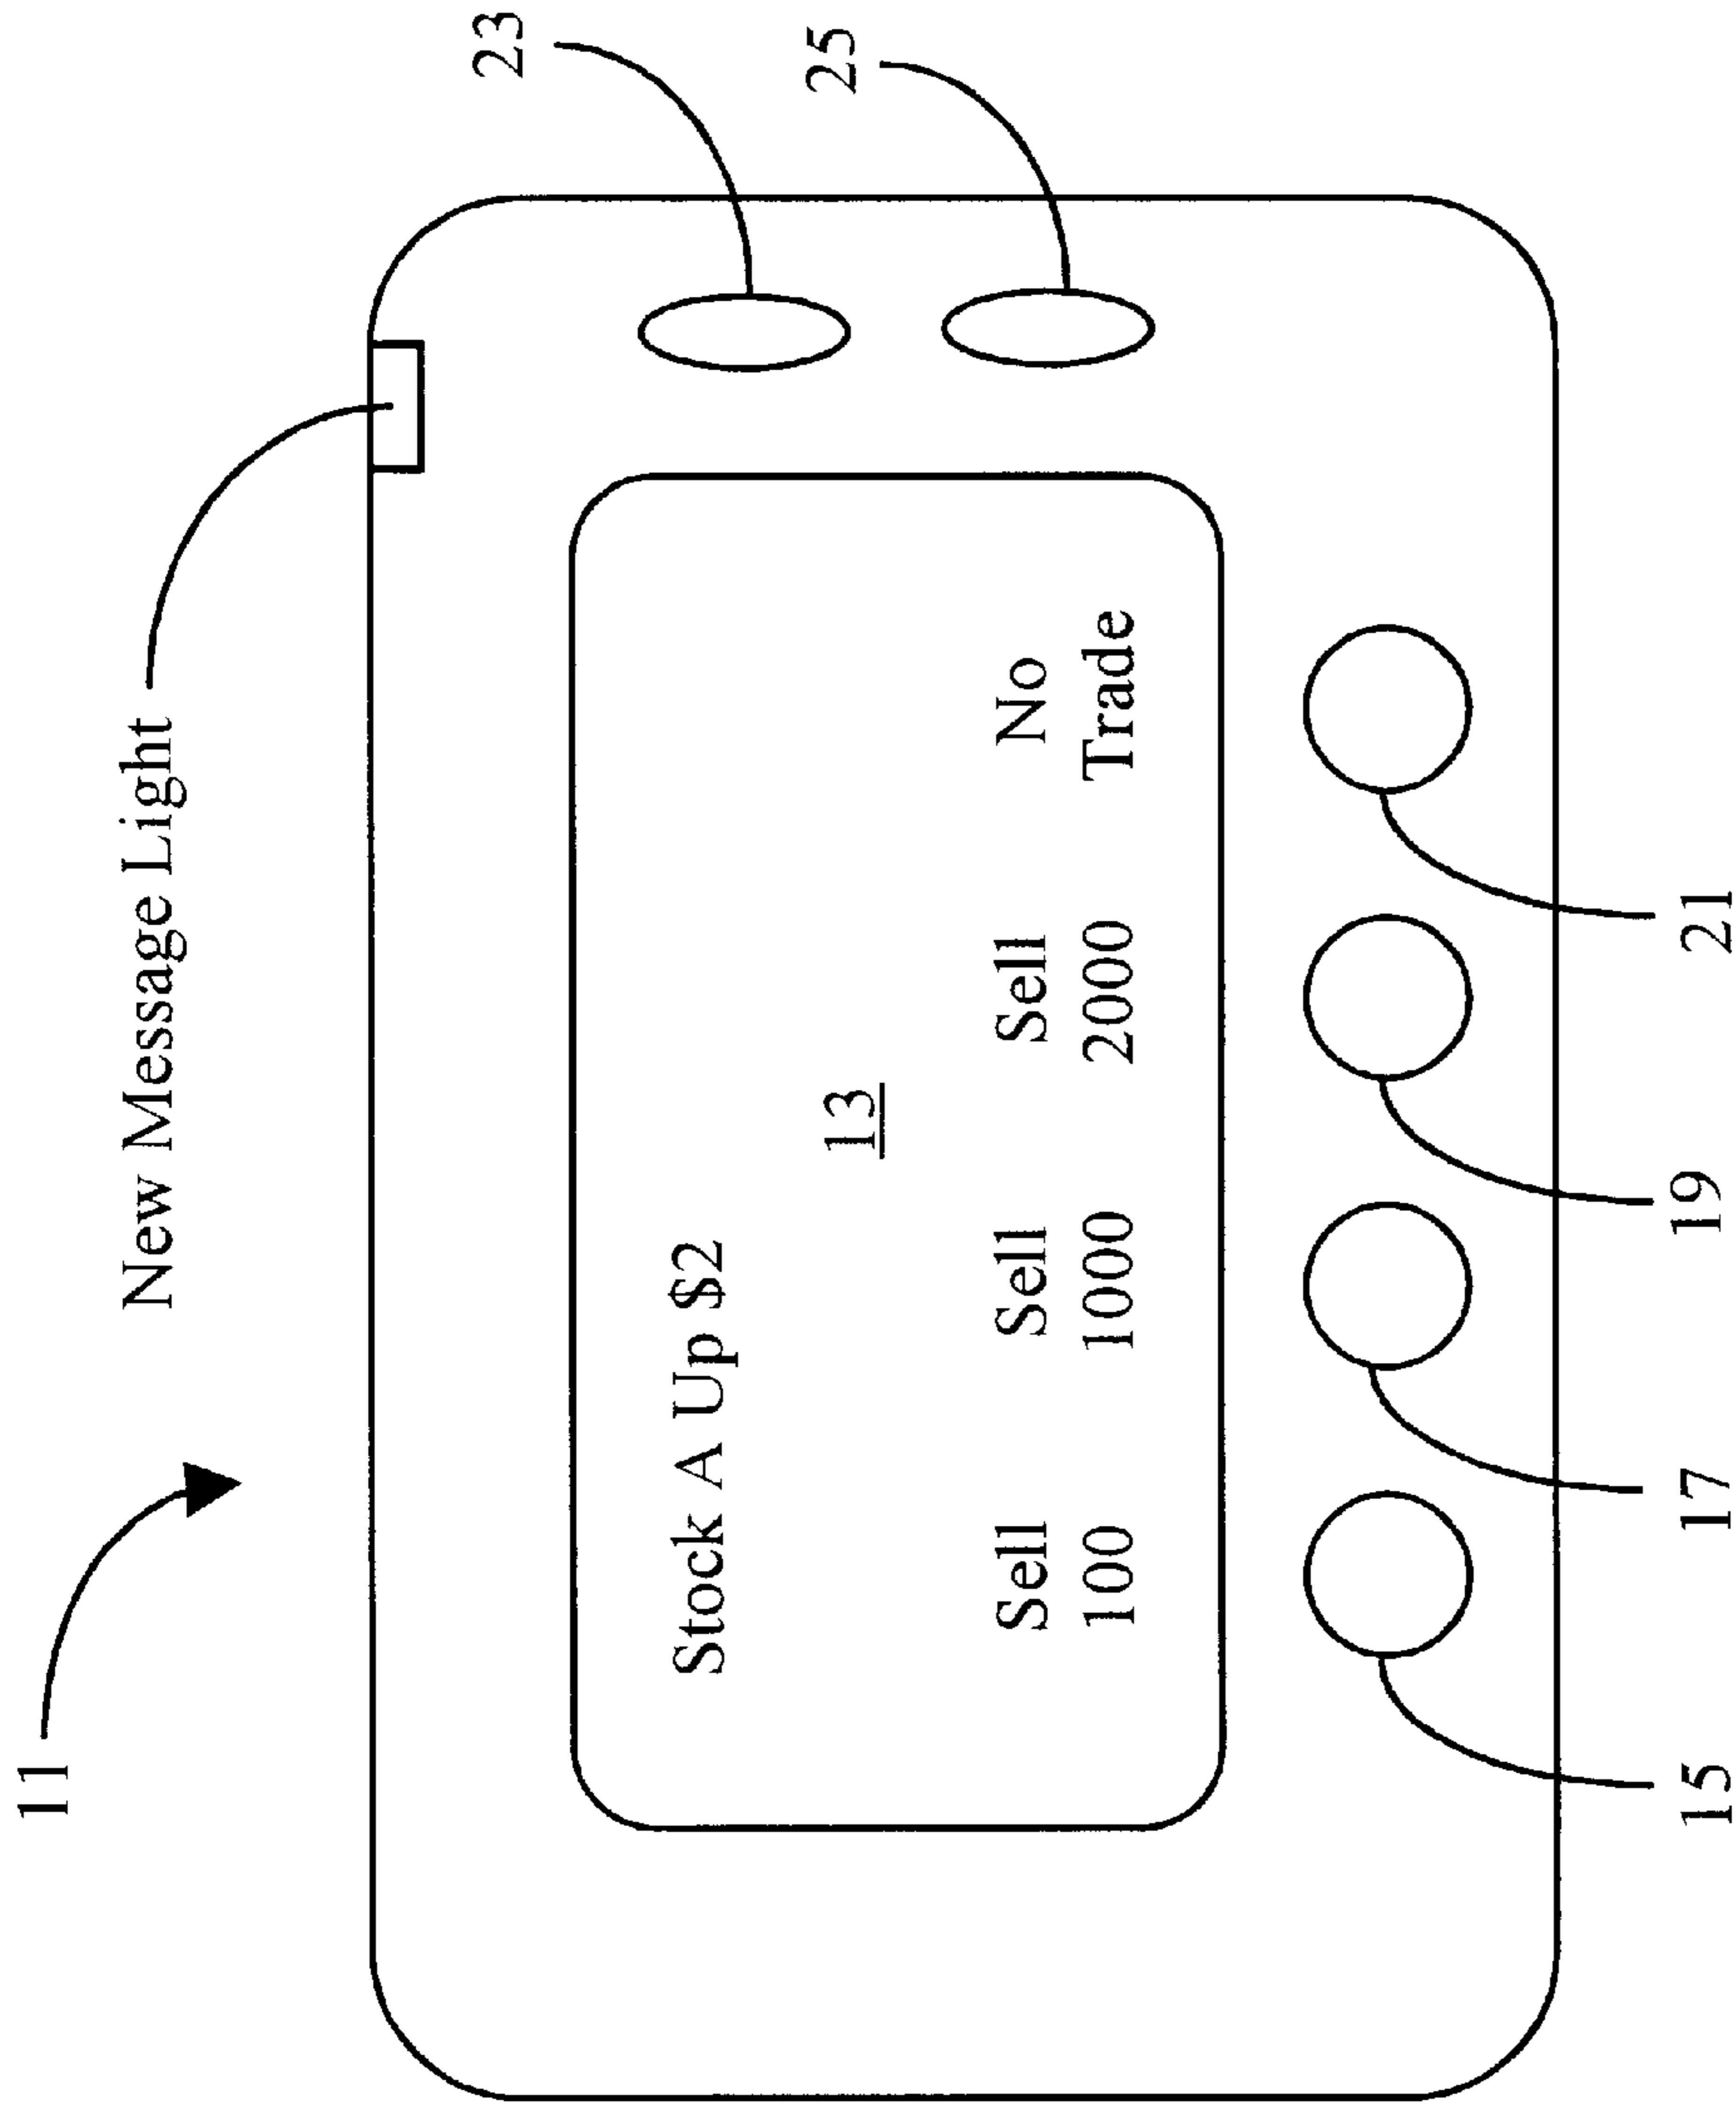 11
New Message Light
23
25
Stock A Up $2
13
Sell Sell Sell No
100 1000 2000 Trade
15 17 19 21